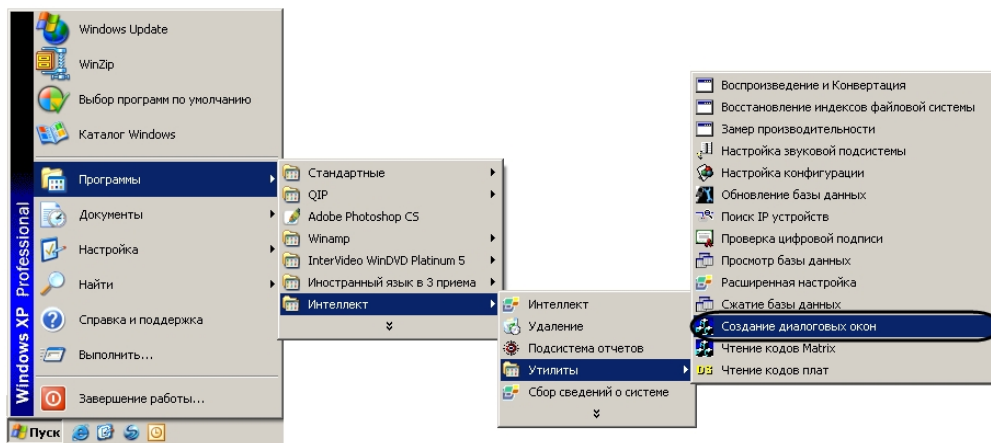 Windows XP Professional
Windows Update
WinZip
Выбор программ по умолчанию
Каталог Windows
Программы
Документы
Настройка
Найти
Справка и поддержка
Выполнить...
Завершение работы...
Пуск
Стандартные
QIP
Adobe Photoshop CS
Winamp
InterVideo WinDVD Platinum 5
Иностранный язык в 3 приема
Интеллект
Интеллект
Удаление
Подсистема отчетов
Утилиты
Сбор сведений о системе
Воспроизведение и Конвертация
Восстановление индексов файловой системы
Замер производительности
Настройка звуковой подсистемы
Настройка конфигурации
Обновление базы данных
Поиск IP устройств
Проверка цифровой подписи
Просмотр базы данных
Расширенная настройка
Сжатие базы данных
Создание диалоговых окон
Чтение кодов Matrix
DS Чтение кодов плат